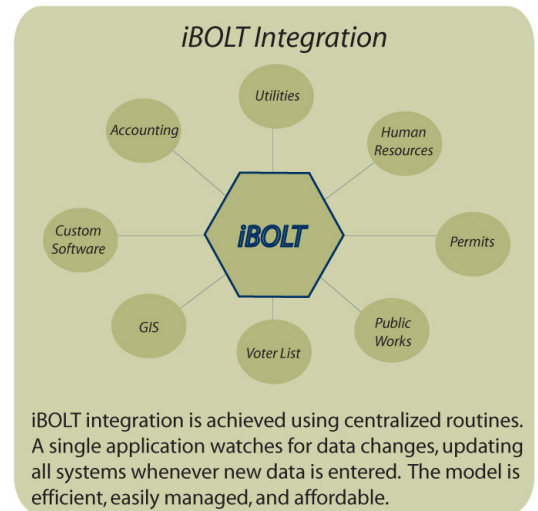 iBOLT Integration
Utilities
Accounting
Human
Resources
Custom
Software
iBOLT
Permits
GIS
Voter List
Public
Works
iBOLT integration is achieved using centralized routines.
A single application watches for data changes, updating
all systems whenever new data is entered. The model is
efficient, easily managed, and affordable.